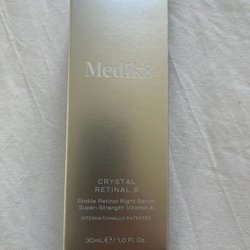 Medik8
CRYSTAL
RETINAL 6
Stable Retinal Night Serum
Super-Strength Vitamin A
INTERNATIONALLY PATENTED
30mL ℮ / 1.0 Fl. Oz.